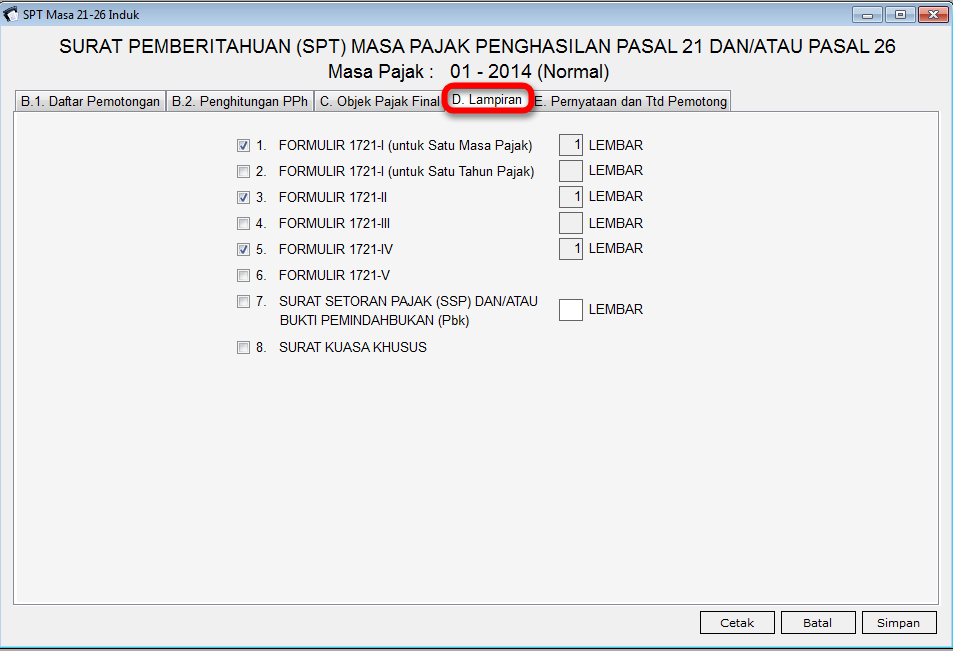 SPT Masa 21-26 Induk
SURAT PEMBERITAHUAN (SPT) MASA PAJAK PENGHASILAN PASAL 21 DAN/ATAU PASAL 26
Masa Pajak : 01 - 2014 (Normal)
B.1. Daftar Pemotongan B.2. Penghitungan PPh C. Objek Pajak Final D. Lampiran E. Pernyataan dan Ttd Pemotong
1. FORMULIR 1721-I (untuk Satu Masa Pajak) 1 LEMBAR
2. FORMULIR 1721-I (untuk Satu Tahun Pajak) LEMBAR
3. FORMULIR 1721-II 1 LEMBAR
4. FORMULIR 1721-III LEMBAR
5. FORMULIR 1721-IV 1 LEMBAR
6. FORMULIR 1721-V
7. SURAT SETORAN PAJAK (SSP) DAN/ATAU
BUKTI PEMINDAHBUKAN (Pbk) LEMBAR
8. SURAT KUASA KHUSUS
Cetak Batal Simpan